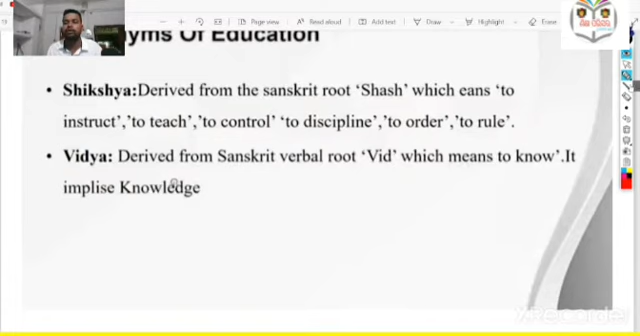 Page view
Read aloud
Add text
Draw
Highlight
Erase
yms Of Education
• Shikshya:Derived from the sanskrit root ‘Shash’ which eans ‘to
instruct’,’to teach’,’to control’ ‘to discipline’,’to order’,’to rule’.
• Vidya: Derived from Sanskrit verbal root ‘Vid’ which means to know’.It
implise Knowledge
XRecorder